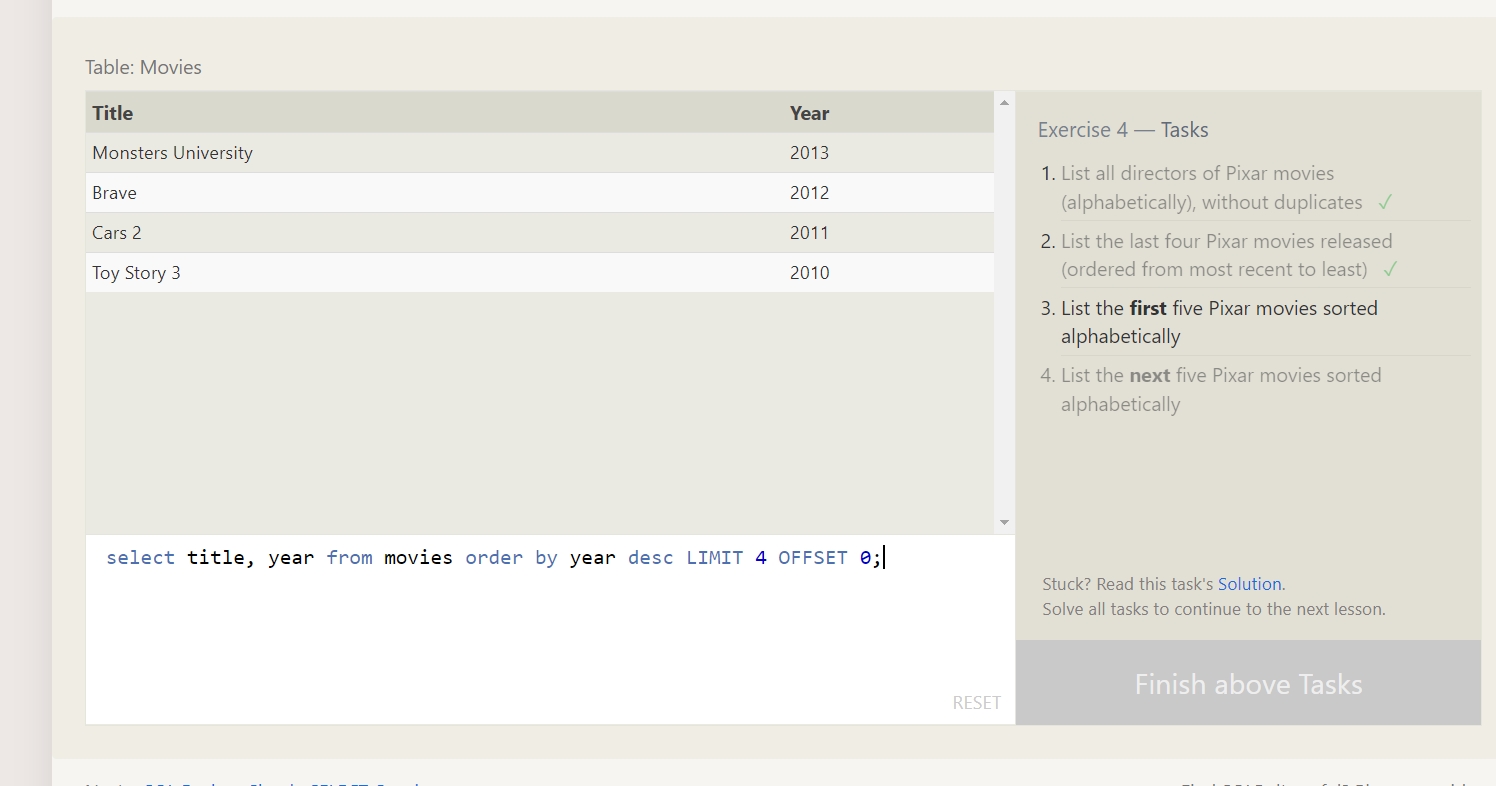 Table: Movies
Title Year
Monsters University 2013
Brave 2012
Cars 2 2011
Toy Story 3 2010
select title, year from movies order by year desc LIMIT 4 OFFSET 0;
RESET
Exercise 4 — Tasks
1. List all directors of Pixar movies
(alphabetically), without duplicates ✓
2. List the last four Pixar movies released
(ordered from most recent to least) ✓
3. List the first five Pixar movies sorted
alphabetically
4. List the next five Pixar movies sorted
alphabetically
Stuck? Read this task's Solution.
Solve all tasks to continue to the next lesson.
Finish above Tasks